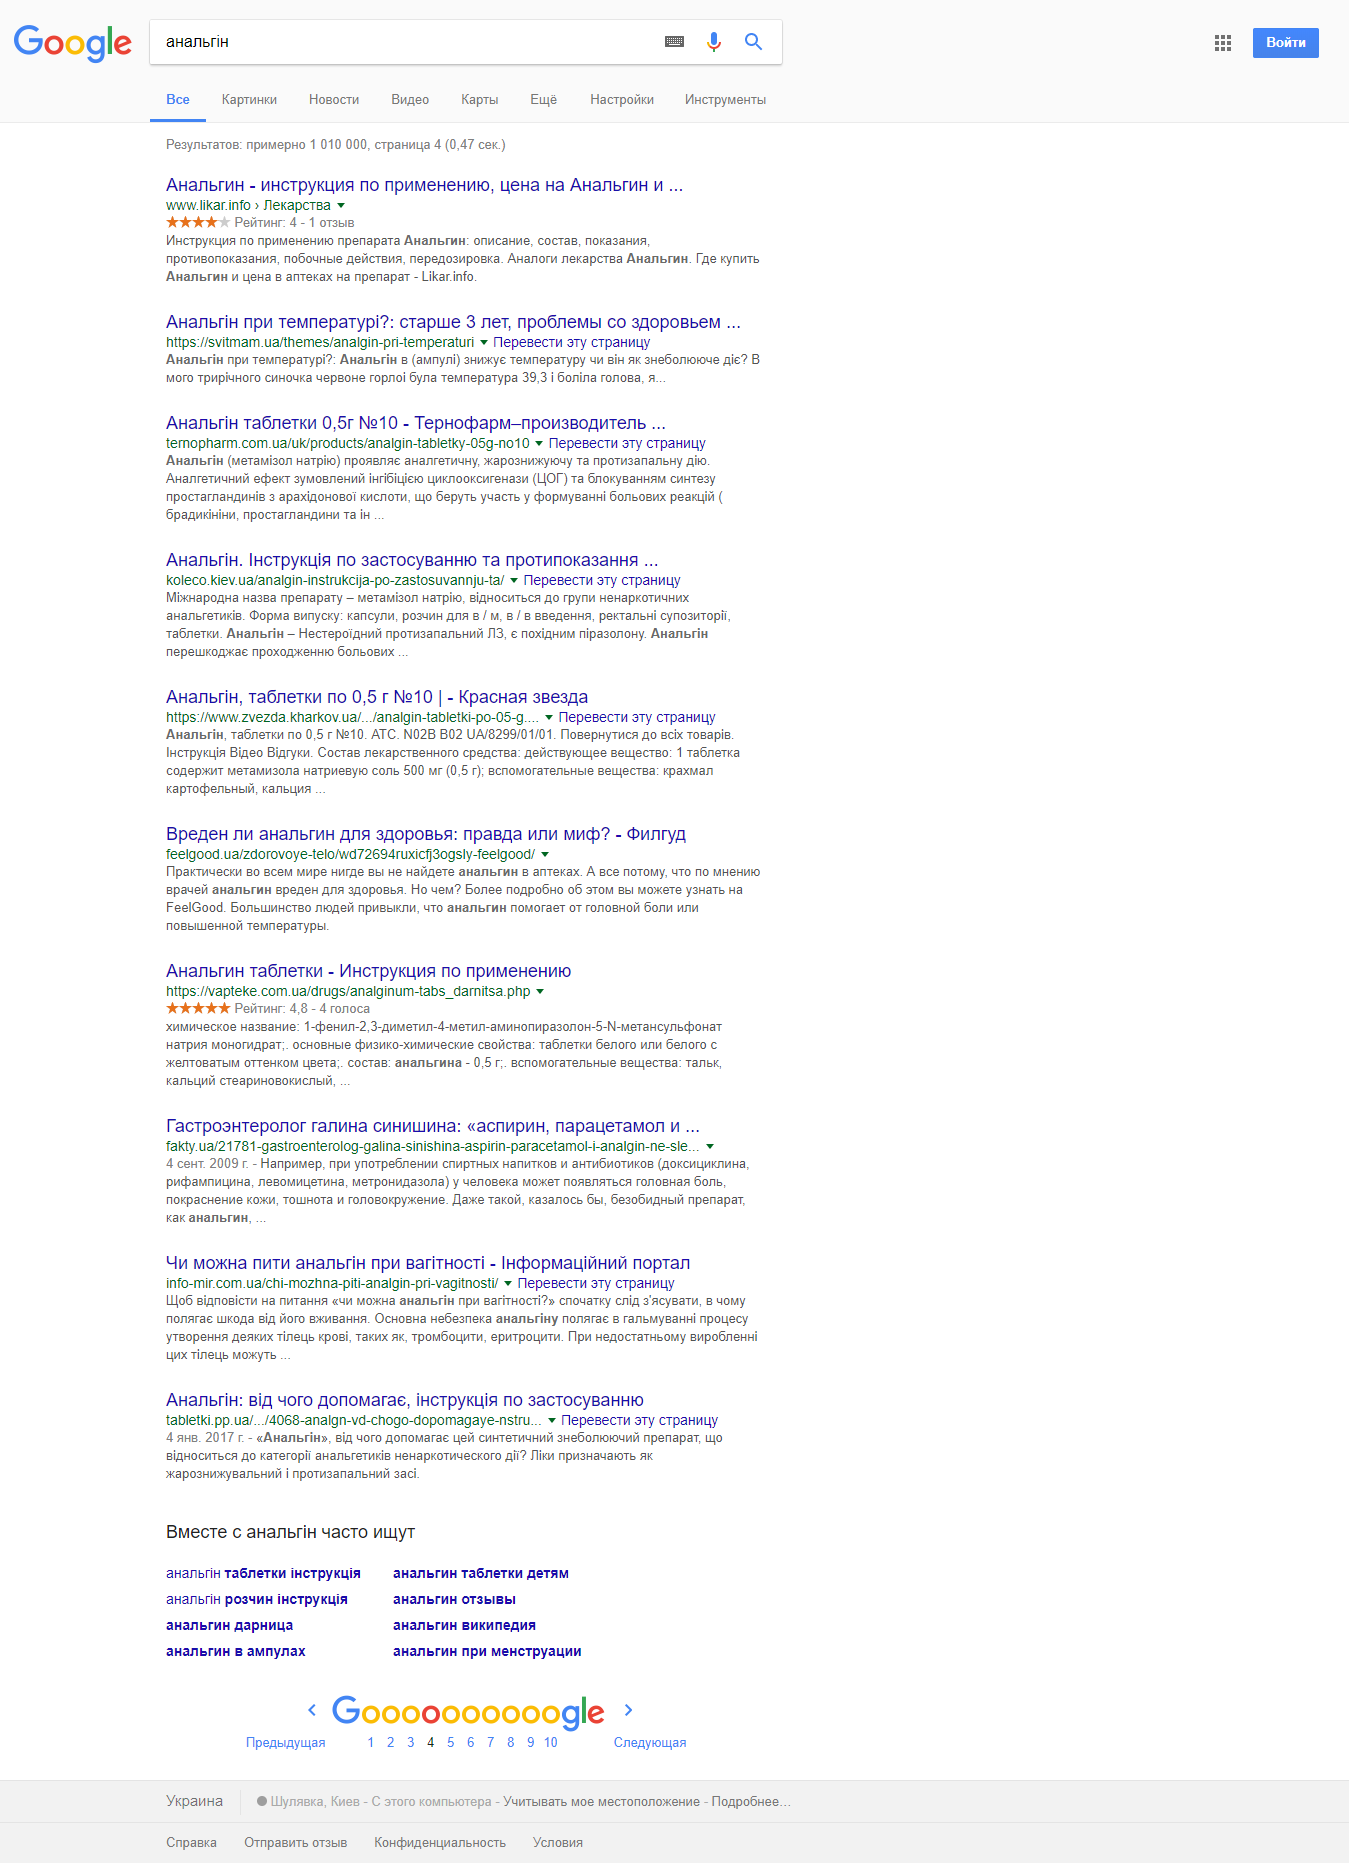 Google
анальгін
Войти
Все Картинки Новости Видео Карты Ещё Настройки Инструменты
Результатов: примерно 1 010 000, страница 4 (0,47 сек.)
Анальгин - инструкция по применению, цена на Анальгин и ...
www.likar.info › Лекарства
Рейтинг: 4 - 1 отзыв
Инструкция по применению препарата Анальгин: описание, состав, показания,
противопоказания, побочные действия, передозировка. Аналоги лекарства Анальгин. Где купить
Анальгин и цена в аптеках на препарат - Likar.info.
Анальгін при температурі?: старше 3 лет, проблемы со здоровьем ...
https://svitmam.ua/themes/analgin-pri-temperaturi Перевести эту страницу
Анальгін при температурі?: Анальгін в (ампулі) знижує температуру чи він як знеболююче діє? В
мого трирічного синочка червоне горлоі була температура 39,3 і боліла голова, я...
Анальгін таблетки 0,5г №10 - Тернофарм–производитель ...
ternopharm.com.ua/uk/products/analgin-tabletky-05g-no10 Перевести эту страницу
Анальгін (метамізол натрію) проявляє аналгетичну, жарознижуючу та протизапальну дію.
Аналгетичний ефект зумовлений інгібіцією циклооксигенази (ЦОГ) та блокуванням синтезу
простагландинів з арахідонової кислоти, що беруть участь у формуванні больових реакцій (
брадикініни, простагландини та ін ...
Анальгін. Інструкція по застосуванню та протипоказання ...
koleco.kiev.ua/analgin-instrukcija-po-zastosuvannju-ta/ Перевести эту страницу
Міжнародна назва препарату – метамізол натрію, відноситься до групи ненаркотичних
анальгетиків. Форма випуску: капсули, розчин для в / м, в / в введення, ректальні супозиторії,
таблетки. Анальгін – Нестероїдний протизапальний ЛЗ, є похідним піразолону. Анальгін
перешкоджає проходженню больових ...
Анальгін, таблетки по 0,5 г №10 | - Красная звезда
https://www.zvezda.kharkov.ua/.../analgin-tabletki-po-05-g.... Перевести эту страницу
Анальгін, таблетки по 0,5 г №10. АТС. N02B B02 UA/8299/01/01. Повернутися до всіх товарів.
Інструкція Відео Відгуки. Состав лекарственного средства: действующее вещество: 1 таблетка
содержит метамизола натриевую соль 500 мг (0,5 г); вспомогательные вещества: крахмал
картофельный, кальция ...
Вреден ли анальгин для здоровья: правда или миф? - Филгуд
feelgood.ua/zdorovoye-telo/wd72694ruxicfj3ogsly-feelgood/
Практически во всем мире нигде вы не найдете анальгин в аптеках. А все потому, что по мнению
врачей анальгин вреден для здоровья. Но чем? Более подробно об этом вы можете узнать на
FeelGood. Большинство людей привыкли, что анальгин помогает от головной боли или
повышенной температуры.
Анальгин таблетки - Инструкция по применению
https://vapteke.com.ua/drugs/analginum-tabs_darnitsa.php
Рейтинг: 4,8 - 4 голоса
химическое название: 1-фенил-2,3-диметил-4-метил-аминопиразолон-5-N-метансульфонат
натрия моногидрат;. основные физико-химические свойства: таблетки белого или белого с
желтоватым оттенком цвета;. состав: анальгина - 0,5 г;. вспомогательные вещества: тальк,
кальций стеариновокислый, ...
Гастроэнтеролог галина синишина: «аспирин, парацетамол и ...
fakty.ua/21781-gastroenterolog-galina-sinishina-aspirin-paracetamol-i-analgin-ne-sle...
4 сент. 2009 г. - Например, при употреблении спиртных напитков и антибиотиков (доксициклина,
рифампицина, левомицетина, метронидазола) у человека может появляться головная боль,
покраснение кожи, тошнота и головокружение. Даже такой, казалось бы, безобидный препарат,
как анальгин, ...
Чи можна пити анальгін при вагітності - Інформаційний портал
info-mir.com.ua/chi-mozhna-piti-analgin-pri-vagitnosti/ Перевести эту страницу
Щоб відповісти на питання «чи можна анальгін при вагітності?» спочатку слід з'ясувати, в чому
полягає шкода від його вживання. Основна небезпека анальгіну полягає в гальмуванні процесу
утворення деяких тілець крові, таких як, тромбоцити, еритроцити. При недостатньому виробленні
цих тілець можуть ...
Анальгін: від чого допомагає, інструкція по застосуванню
tabletki.pp.ua/.../4068-analgn-vd-chogo-dopomagaye-nstru... Перевести эту страницу
4 янв. 2017 г. - «Анальгін», від чого допомагає цей синтетичний знеболюючий препарат, що
відноситься до категорії анальгетиків ненаркотического дії? Ліки призначають як
жарознижувальний і протизапальний засі.
Вместе с анальгін часто ищут
анальгін таблетки інструкція анальгин таблетки детям
анальгін розчин інструкція анальгин отзывы
анальгин дарница анальгин википедия
анальгин в ампулах анальгин при менструации
Goooooooooogle
Предыдущая 1 2 3 4 5 6 7 8 9 10 Следующая
Украина Шулявка, Киев - С этого компьютера - Учитывать мое местоположение - Подробнее…
Справка Отправить отзыв Конфиденциальность Условия